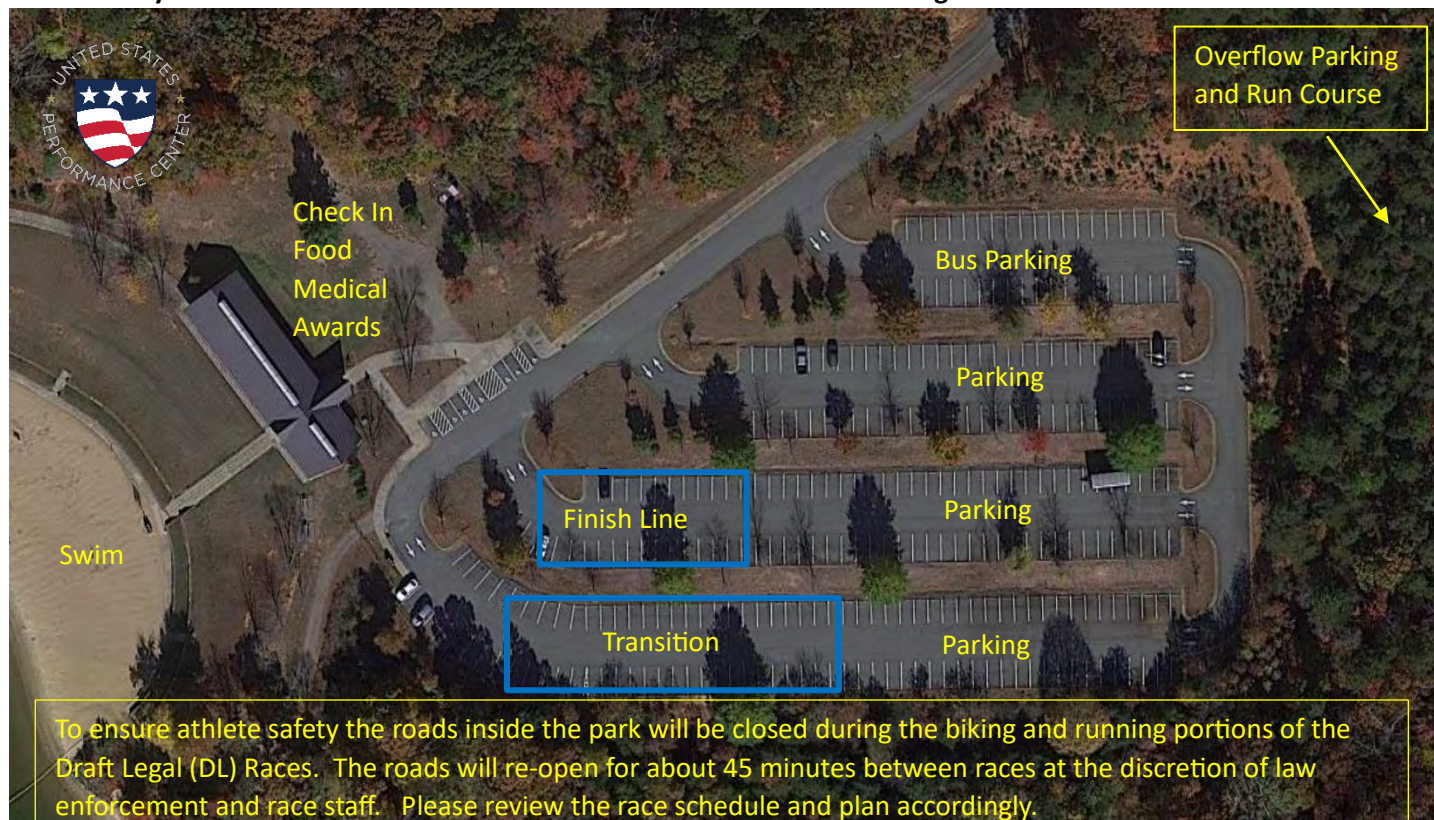 UNITED STATES
PERFORMANCE CENTER
Overflow Parking
and Run Course
Check In
Food
Medical
Awards
Bus Parking
Parking
Finish Line
Parking
Swim
Transition
Parking
To ensure athlete safety the roads inside the park will be closed during the biking and running portions of the
Draft Legal (DL) Races. The roads will re-open for about 45 minutes between races at the discretion of law
enforcement and race staff. Please review the race schedule and plan accordingly.